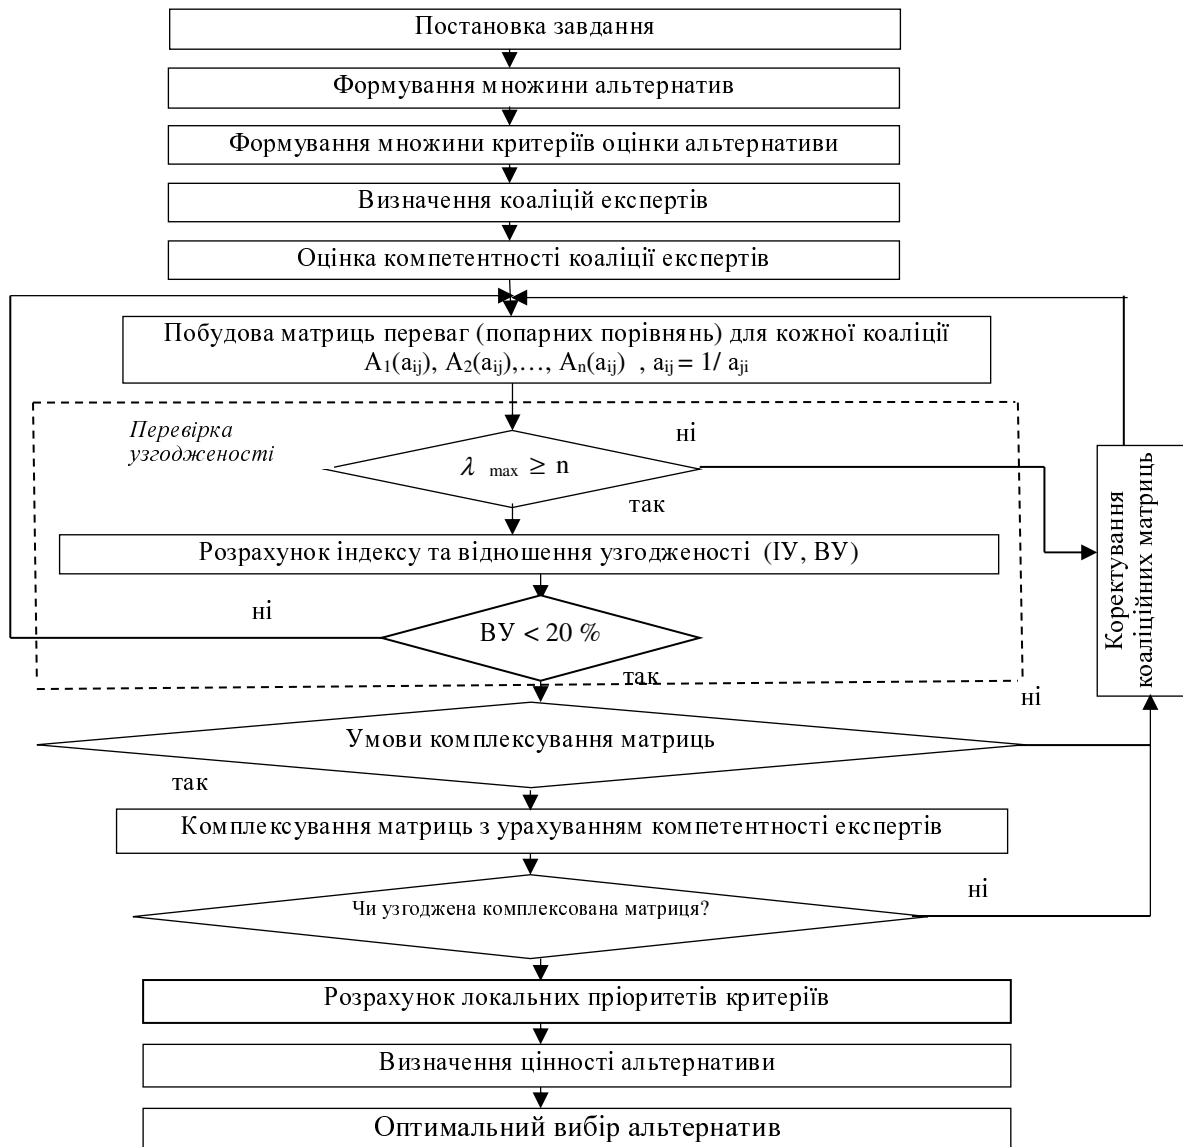 Постановка завдання
Формування множини альтернатив
Формування множини критеріїв оцінки альтернативи
Визначення коаліцій експертів
Оцінка компетентності коаліції експертів
Побудова матриць переваг (попарних порівнянь) для кожної коаліції
A₁(aᵢⱼ), A₂(aᵢⱼ),…, Aₙ(aᵢⱼ) , aᵢⱼ = 1/ aⱼᵢ
Перевірка
узгодженості
ні
λ max ≥ n
так
Розрахунок індексу та відношення узгодженості (ІУ, ВУ)
ні
ВУ < 20 %
так
Коректування
коаліційних матриць
ні
Умови комплексування матриць
так
Комплексування матриць з урахуванням компетентності експертів
ні
Чи узгоджена комплексована матриця?
Розрахунок локальних пріоритетів критеріїв
Визначення цінності альтернативи
Оптимальний вибір альтернатив